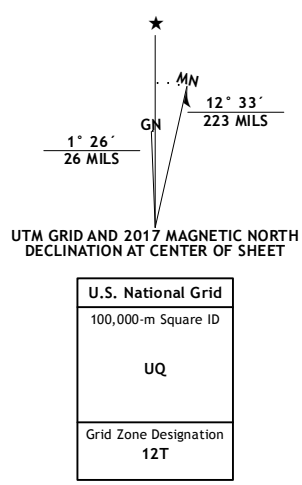 ★
MN
GN
12° 33´
223 MILS
1° 26´
26 MILS
UTM GRID AND 2017 MAGNETIC NORTH
DECLINATION AT CENTER OF SHEET
U.S. National Grid
100,000-m Square ID
UQ
Grid Zone Designation
12T